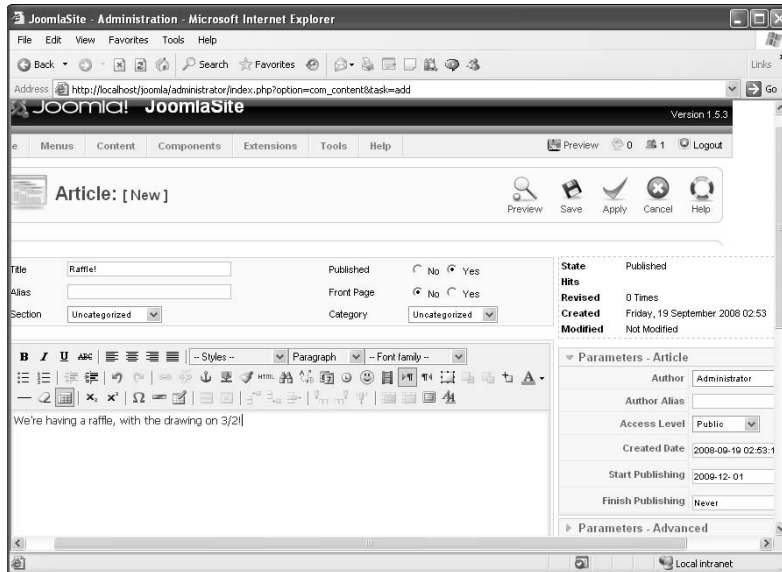 JoomlaSite - Administration - Microsoft Internet Explorer
File Edit View Favorites Tools Help
Back Search Favorites Links
Address http://localhost/joomla/administrator/index.php?option=com_content&task=add Go
Joomla! JoomlaSite
Version 1.5.3
e Menus Content Components Extensions Tools Help Preview 0 1 Logout
Article: [ New ]
Preview Save Apply Cancel Help
Title Raffle! Published No Yes
Alias Front Page No Yes
Section Uncategorized Category Uncategorized
State Published
Hits
Revised 0 Times
Created Friday, 19 September 2008 02:53
Modified Not Modified
B I U ABC -- Styles -- Paragraph -- Font family --
HTML
We're having a raffle, with the drawing on 3/2!
Parameters - Article
Author Administrator
Author Alias
Access Level Public
Created Date 2008-09-19 02:53:1
Start Publishing 2009-12- 01
Finish Publishing Never
Parameters - Advanced
Local intranet